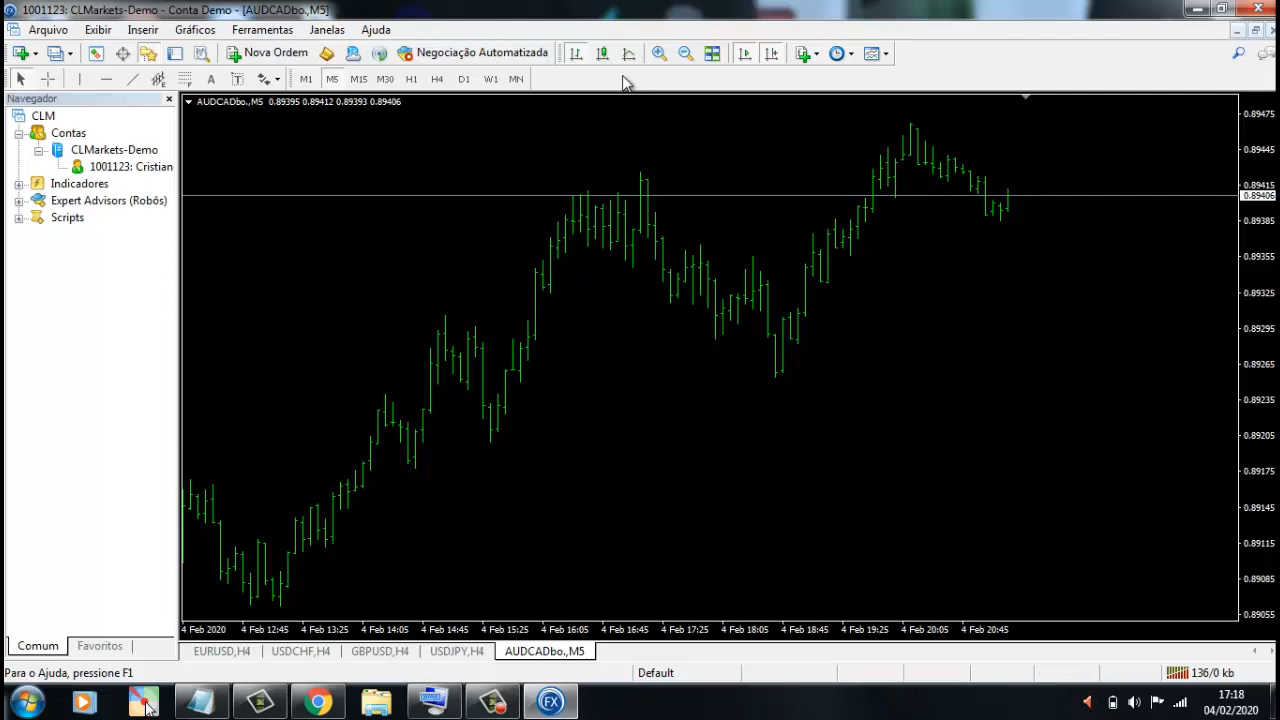 1001123: CLMarkets-Demo - Conta Demo - [AUDCADbo.,M5]
Arquivo Exibir Inserir Gráficos Ferramentas Janelas Ajuda
Nova Ordem Negociação Automatizada
A T M1 M5 M15 M30 H1 H4 D1 W1 MN
Navegador
CLM
Contas
CLMarkets-Demo
1001123: Cristian
Indicadores
Expert Advisors (Robôs)
Scripts
Comum Favoritos
AUDCADbo.,M5 0.89395 0.89412 0.89393 0.89406
0.89475
0.89445
0.89415
0.89406
0.89385
0.89355
0.89325
0.89295
0.89265
0.89235
0.89205
0.89175
0.89145
0.89115
0.89085
0.89055
4 Feb 2020 4 Feb 12:45 4 Feb 13:25 4 Feb 14:05 4 Feb 14:45 4 Feb 15:25 4 Feb 16:05 4 Feb 16:45 4 Feb 17:25 4 Feb 18:05 4 Feb 18:45 4 Feb 19:25 4 Feb 20:05 4 Feb 20:45
EURUSD,H4 USDCHF,H4 GBPUSD,H4 USDJPY,H4 AUDCADbo.,M5
Para o Ajuda, pressione F1 Default 136/0 kb
FX
17:18
04/02/2020